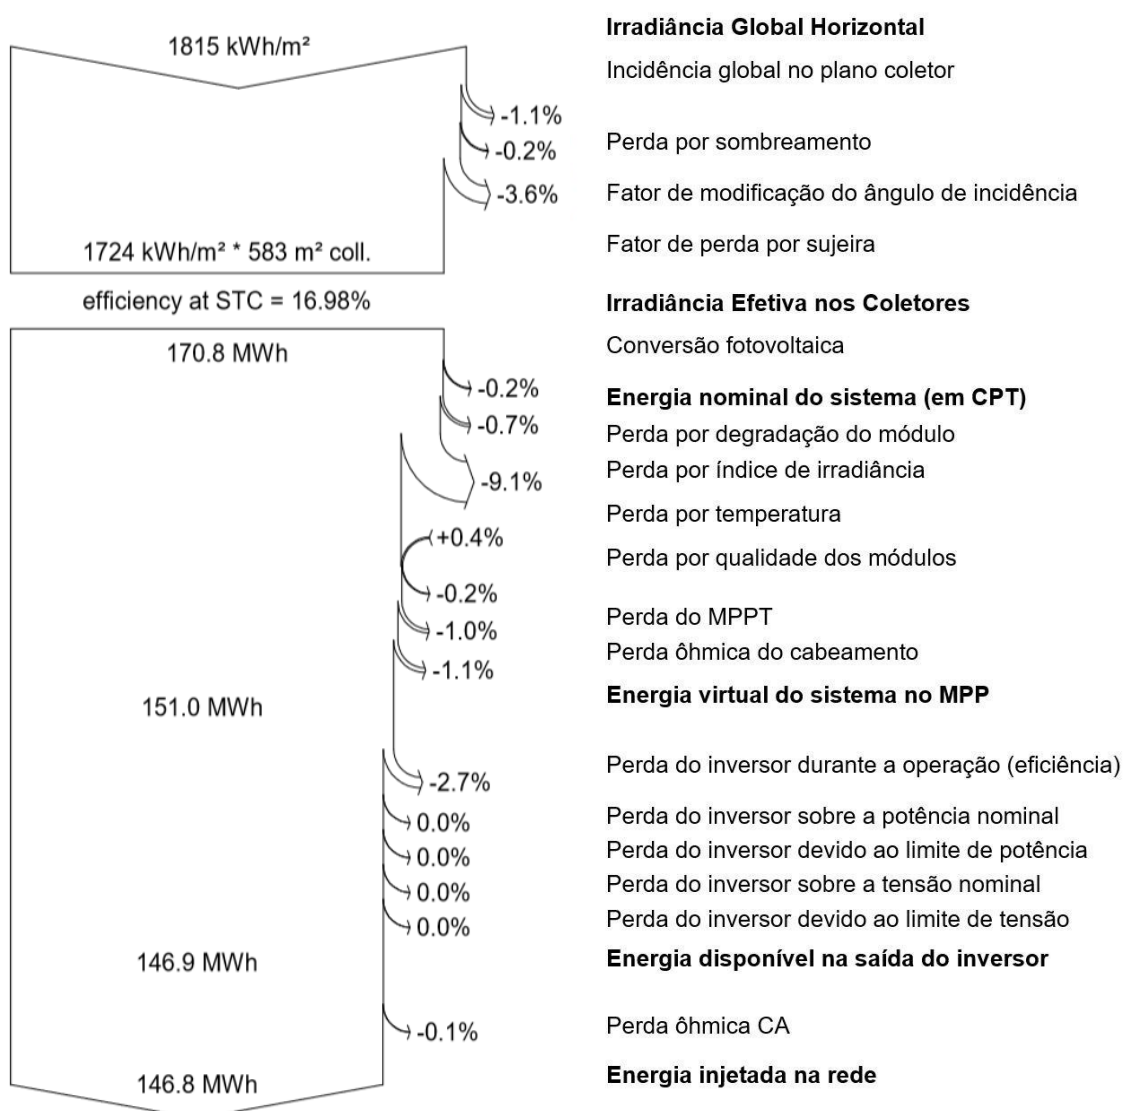 Irradiância Global Horizontal
1815 kWh/m²
Incidência global no plano coletor
-1.1%
Perda por sombreamento
-0.2%
Fator de modificação do ângulo de incidência
-3.6%
Fator de perda por sujeira
1724 kWh/m² * 583 m² coll.
efficiency at STC = 16.98%
Irradiância Efetiva nos Coletores
170.8 MWh
Conversão fotovoltaica
-0.2%
Energia nominal do sistema (em CPT)
-0.7%
Perda por degradação do módulo
Perda por índice de irradiância
-9.1%
Perda por temperatura
+0.4%
Perda por qualidade dos módulos
-0.2%
Perda do MPPT
-1.0%
Perda ôhmica do cabeamento
-1.1%
Energia virtual do sistema no MPP
151.0 MWh
Perda do inversor durante a operação (eficiência)
-2.7%
Perda do inversor sobre a potência nominal
0.0%
Perda do inversor devido ao limite de potência
0.0%
Perda do inversor sobre a tensão nominal
0.0%
Perda do inversor devido ao limite de tensão
0.0%
Energia disponível na saída do inversor
146.9 MWh
Perda ôhmica CA
-0.1%
Energia injetada na rede
146.8 MWh